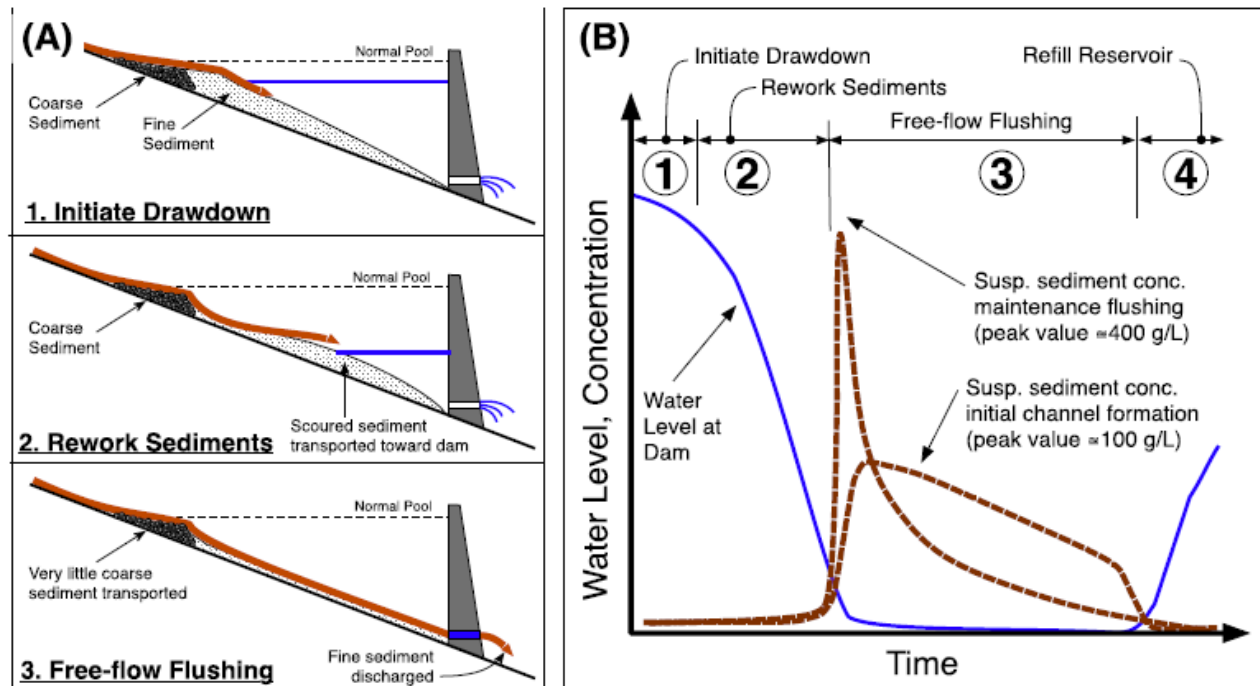 (A)
Normal Pool
Coarse
Sediment
Fine
Sediment
1. Initiate Drawdown
Normal Pool
Coarse
Sediment
Scoured sediment
transported toward dam
2. Rework Sediments
Normal Pool
Very little coarse
sediment transported
Fine sediment
discharged
3. Free-flow Flushing
(B)
Initiate Drawdown
Refill Reservoir
Rework Sediments
Free-flow Flushing
1
2
3
4
Susp. sediment conc.
maintenance flushing
(peak value ≃400 g/L)
Water
Level at
Dam
Susp. sediment conc.
initial channel formation
(peak value ≃100 g/L)
Water Level, Concentration
Time